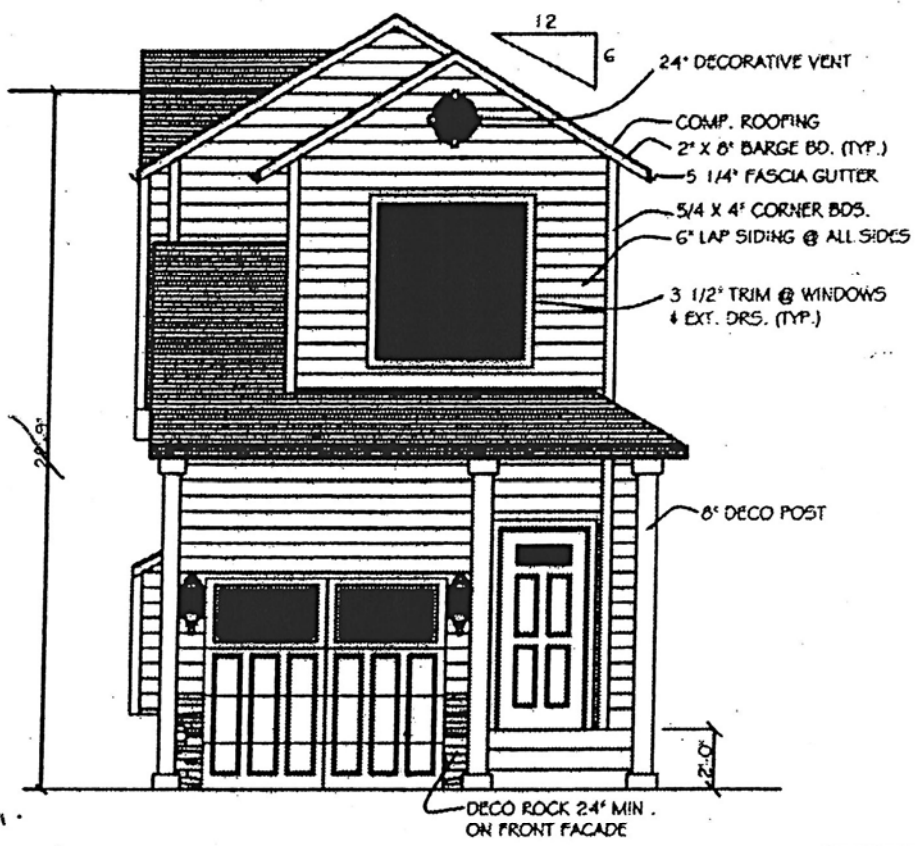 12
6
24" DECORATIVE VENT
COMP. ROOFING
2" X 8" BARGE BD. (TYP.)
5 1/4" FASCIA GUTTER
5/4 X 4" CORNER BDS.
6" LAP SIDING @ ALL SIDES
3 1/2" TRIM @ WINDOWS
& EXT. DRS. (TYP.)
8" DECO POST
2'-0"
DECO ROCK 24" MIN.
ON FRONT FACADE